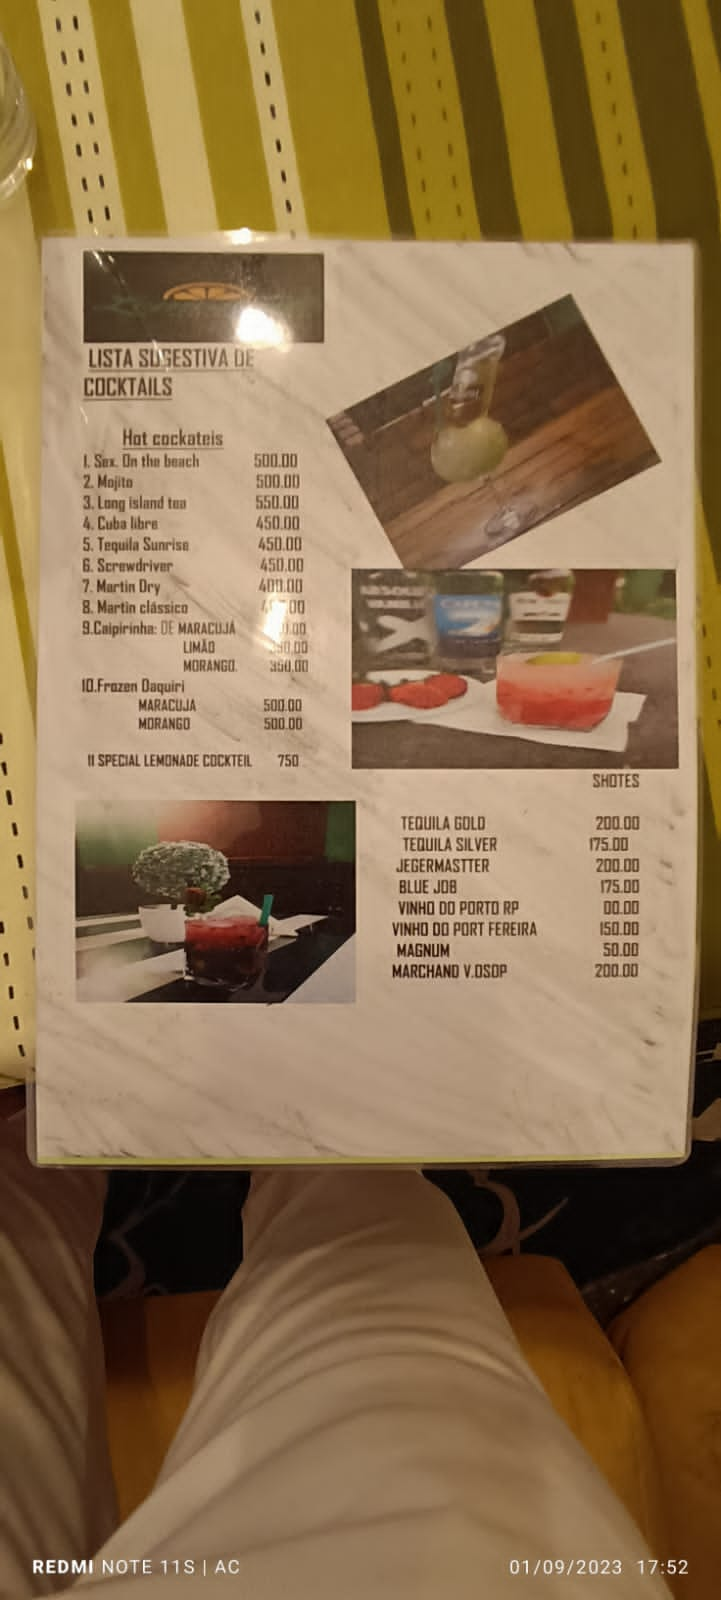 LISTA SUGESTIVA DE
COCKTAILS
Hot cockateis
1. Sex. On the beach 500.00
2. Mojito 500.00
3. Long island tea 550.00
4. Cuba libre 450.00
5. Tequila Sunrise 450.00
6. Screwdriver 450.00
7. Martin Dry 400.00
8. Martin clássico
9.Caipirinha: DE MARACUJÁ
LIMÃO
MORANGO. 350.00
10.Frozen Daquiri
MARACUJA 500.00
MORANGO 500.00
11 SPECIAL LEMONADE COCKTEIL 750
SHOTES
TEQUILA GOLD 200.00
TEQUILA SILVER 175.00
JEGERMASTTER 200.00
BLUE JOB 175.00
VINHO DO PORTO RP 00.00
VINHO DO PORT FEREIRA 150.00
MAGNUM 50.00
MARCHAND V.OSOP 200.00
REDMI NOTE 11S | AC 01/09/2023 17:52